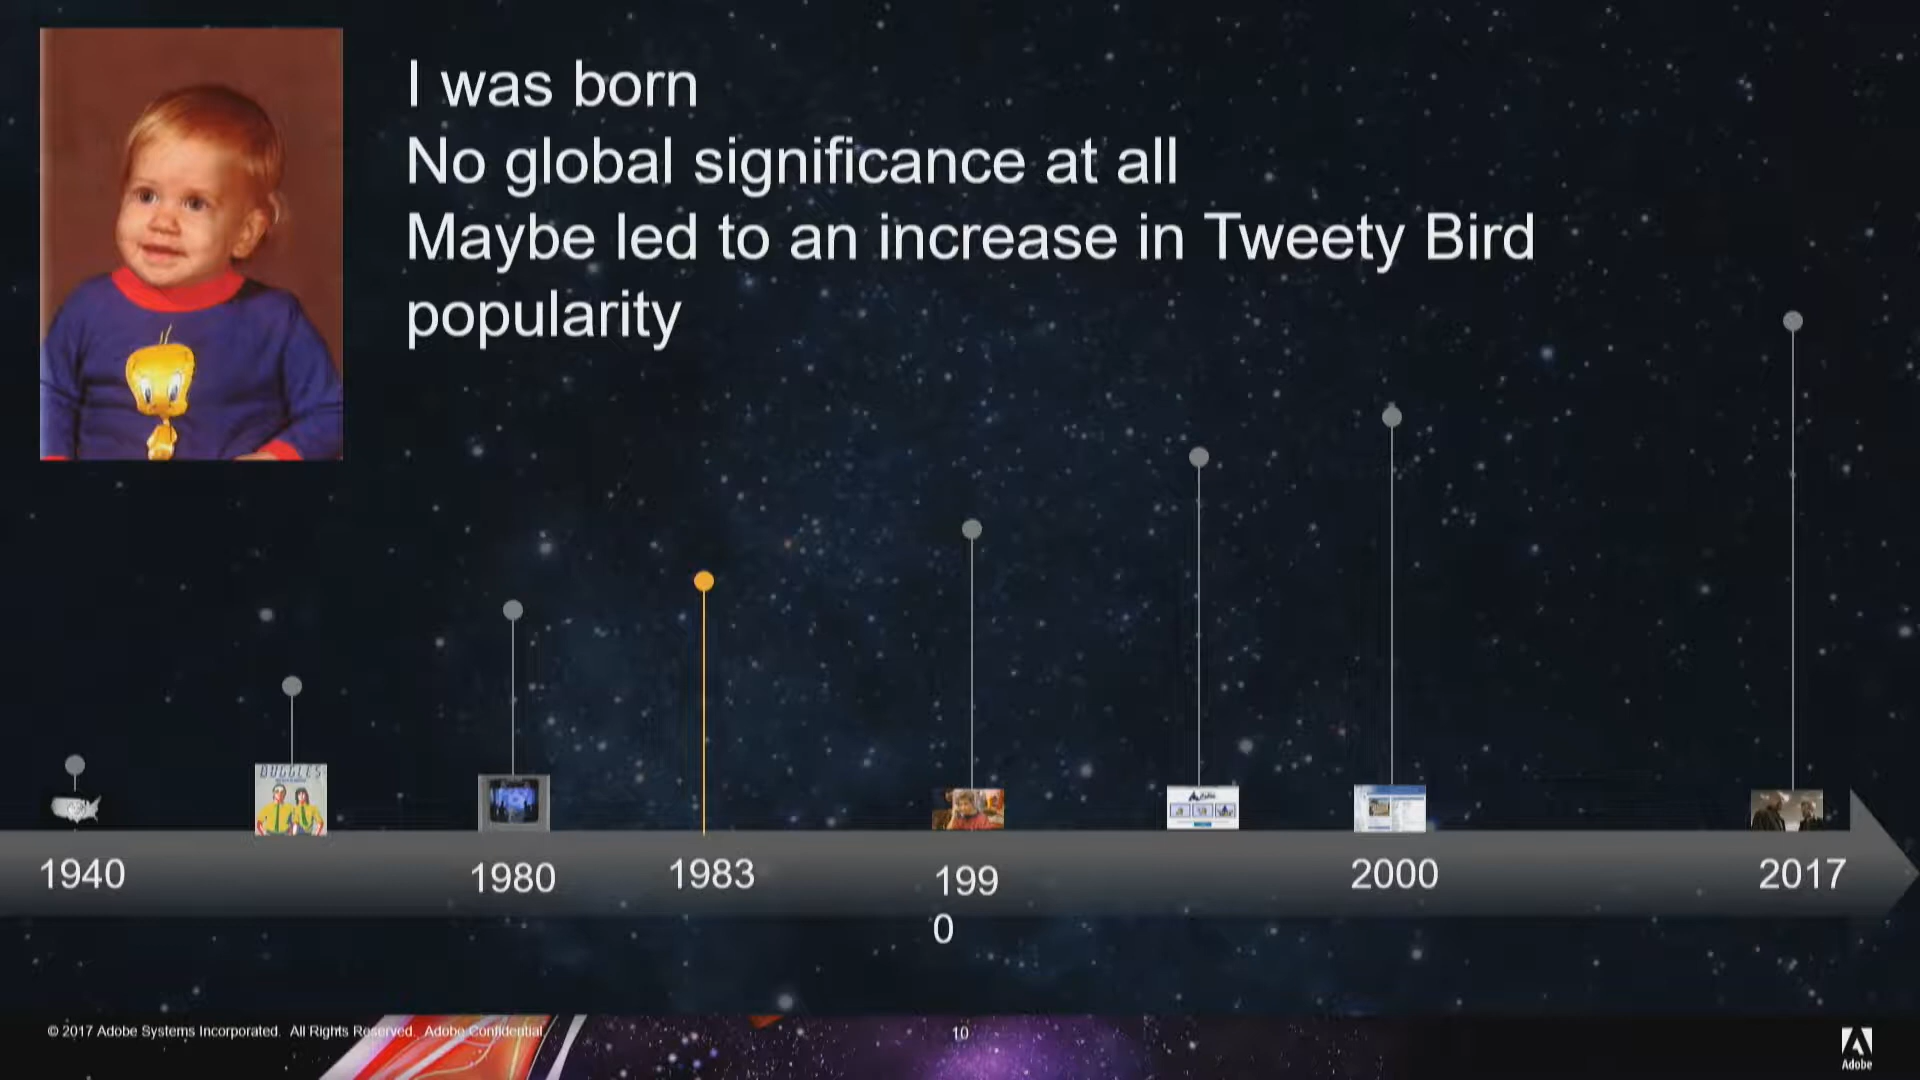 I was born
No global significance at all
Maybe led to an increase in Tweety Bird
popularity
BUGGLES
1940
1980
1983
199
0
2000
2017
© 2017 Adobe Systems Incorporated. All Rights Reserved. Adobe Confidential.
10
Adobe